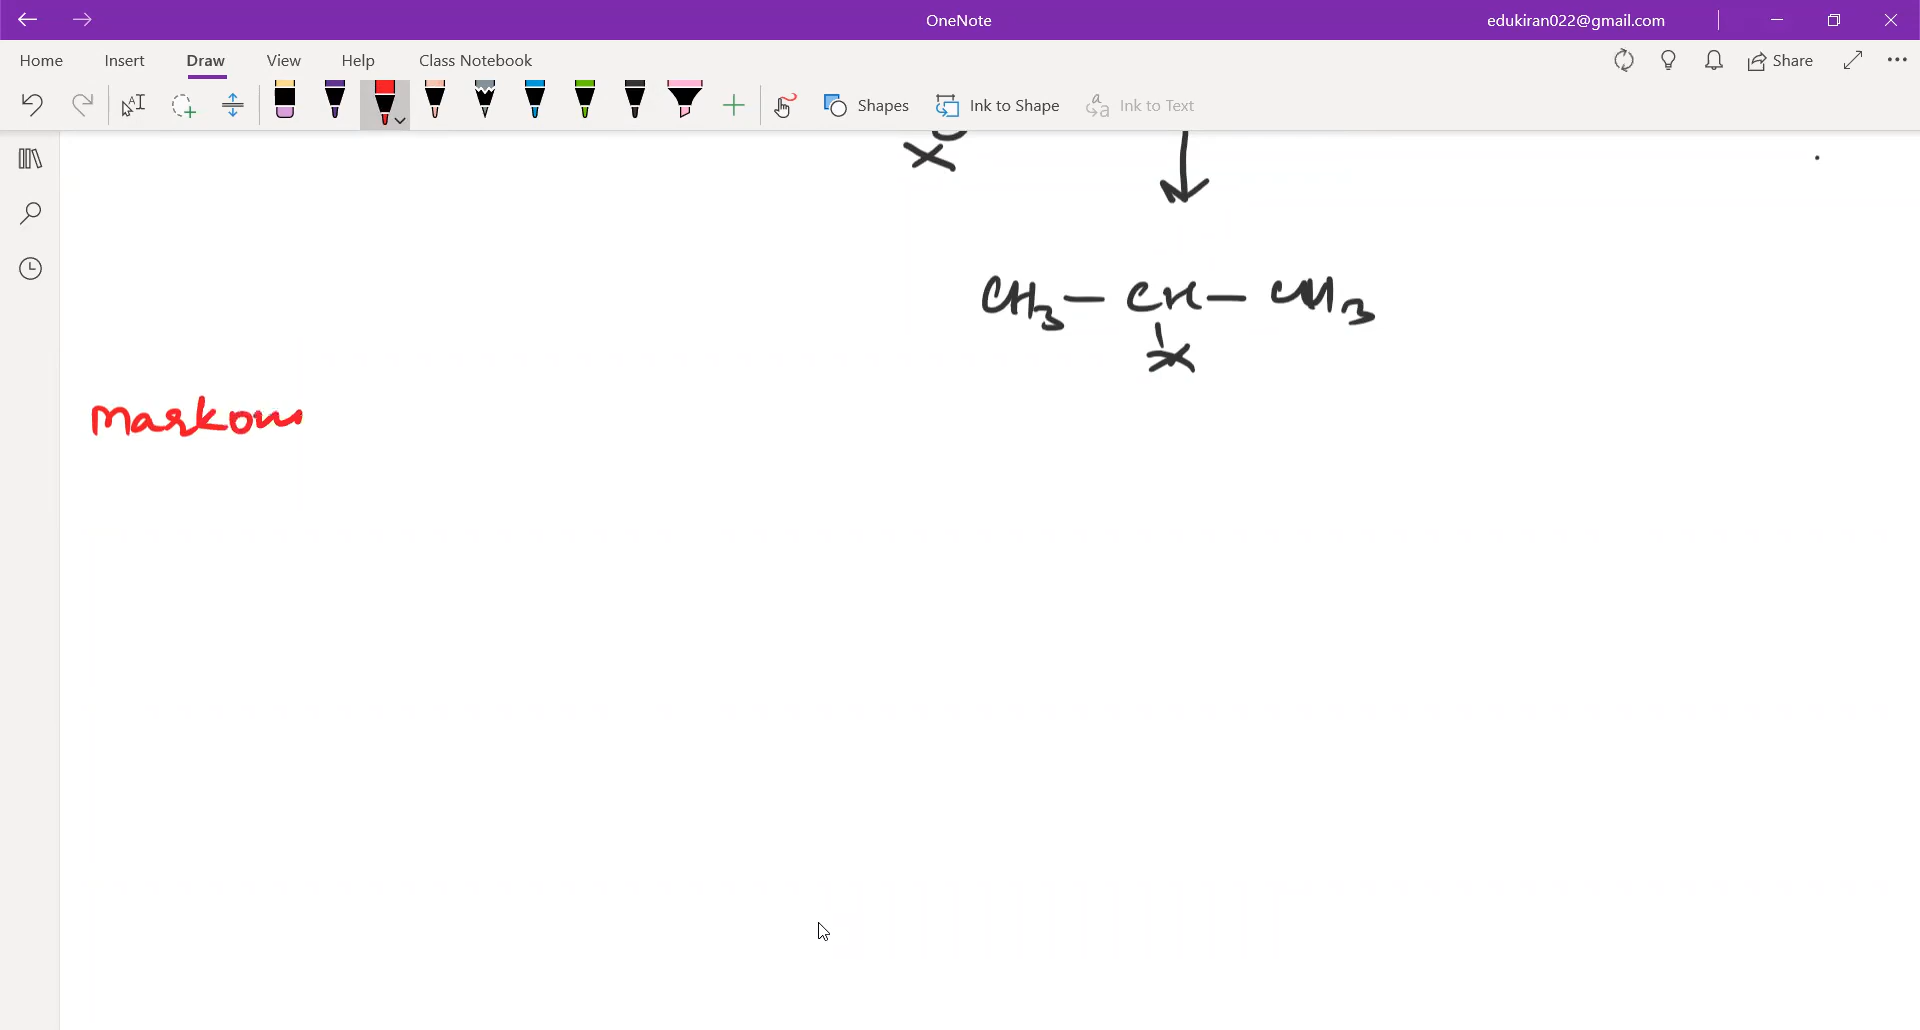 OneNote
edukiran022@gmail.com
Home Insert Draw View Help Class Notebook Share
Shapes Ink to Shape Ink to Text
X
CH3 – CH – CH3
X
Markow